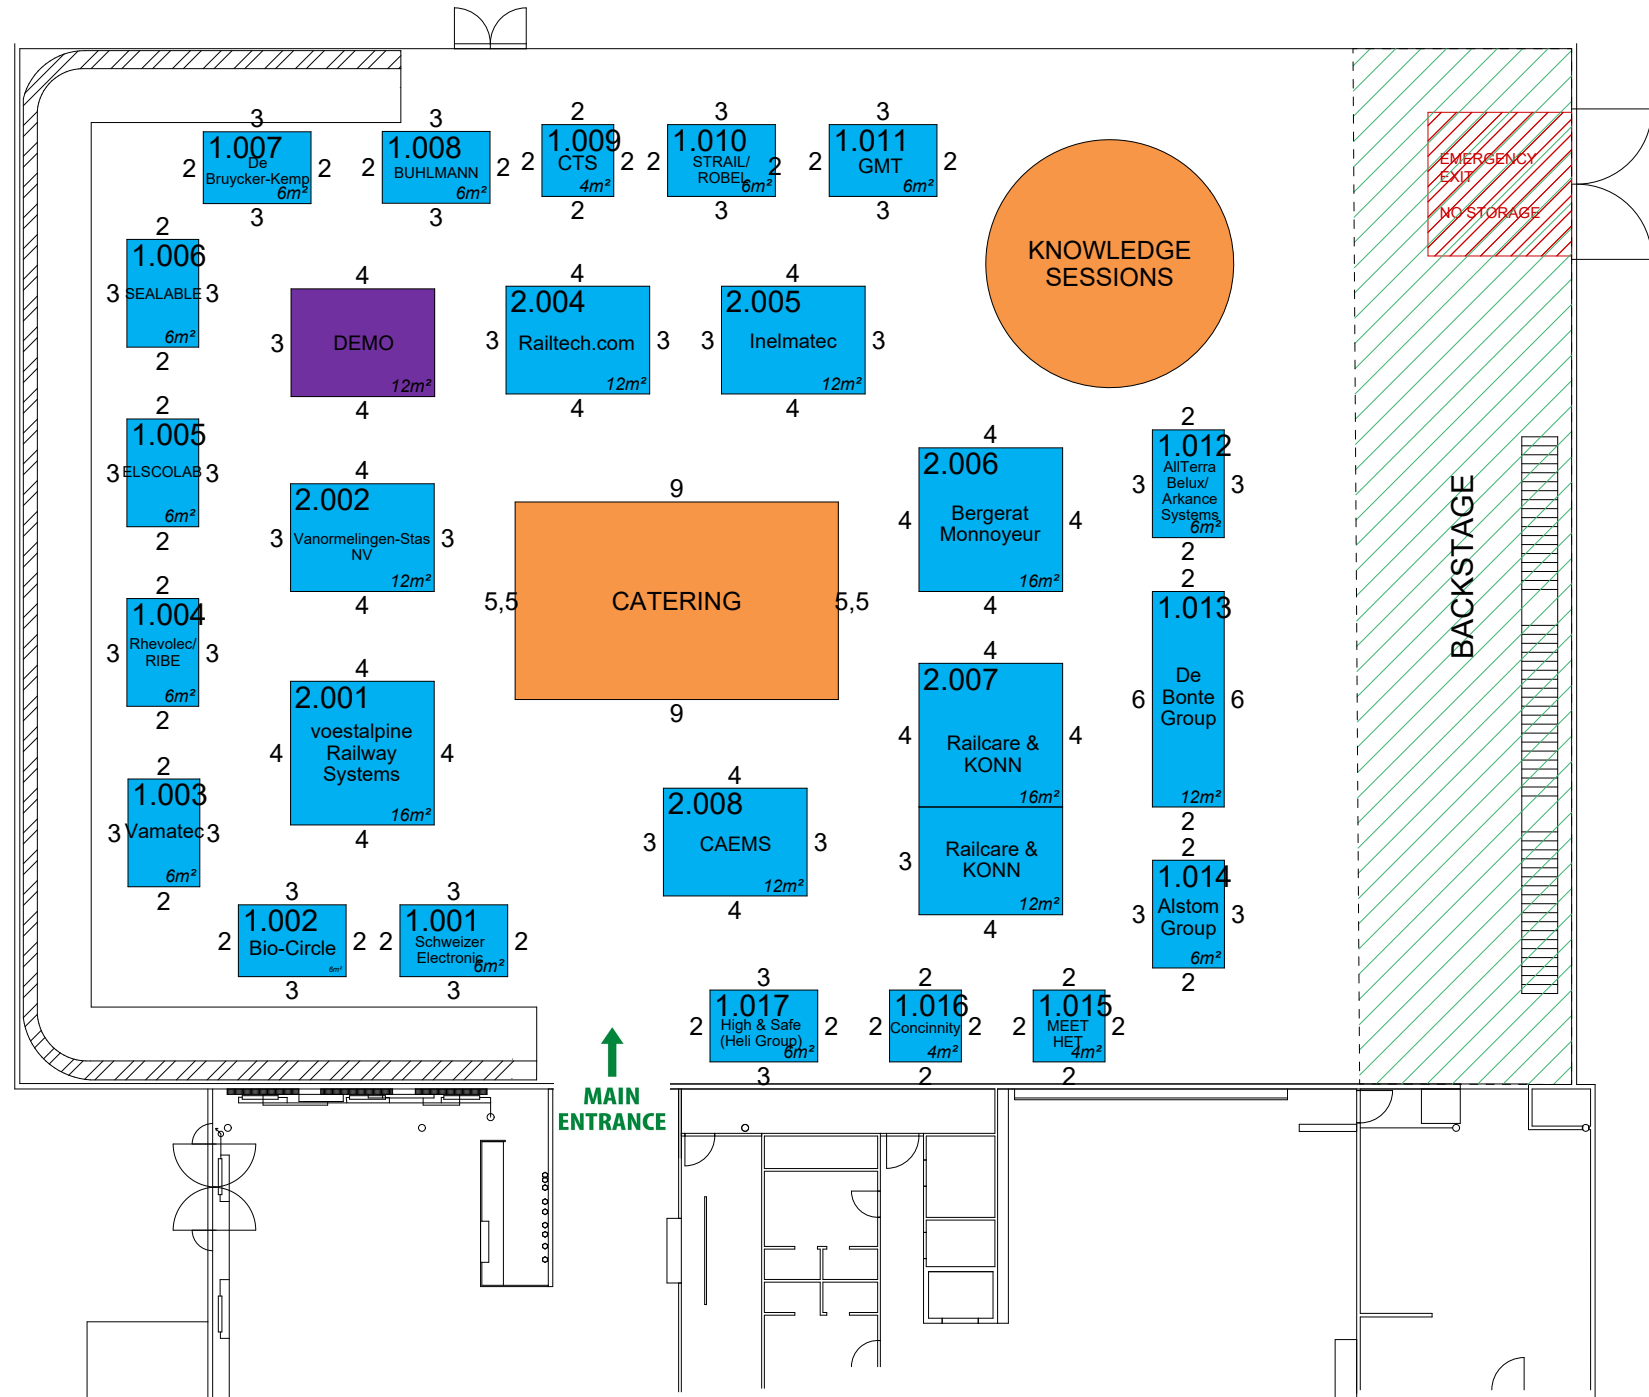 3
1.007
De
Bruycker-Kemp
6m²
2
2
3
3
1.008
BUHLMANN
6m²
2
2
3
2
1.009
CTS
4m²
2
2
2
3
1.010
STRAIL/
ROBEL
6m²
2
2
3
3
1.011
GMT
6m²
2
2
3
KNOWLEDGE
SESSIONS
EMERGENCY
EXIT
NO STORAGE
2
1.006
SEALABLE
6m²
3
3
2
4
DEMO
12m²
3
4
4
2.004
Railtech.com
12m²
3
3
4
4
2.005
Inelmatec
12m²
3
3
4
2
1.005
ELSCOLAB
6m²
3
3
2
4
2.002
Vanormelingen-Stas
NV
12m²
3
3
4
9
CATERING
5,5
5,5
9
4
2.006
Bergerat
Monnoyeur
16m²
4
4
4
2
1.012
AllTerra
Belux/
Arkance
Systems
6m²
3
3
2
BACKSTAGE
2
1.004
Rhevolec/
RIBE
6m²
3
3
2
4
2.001
voestalpine
Railway
Systems
16m²
4
4
4
4
2.007
Railcare &
KONN
16m²
4
4
Railcare &
KONN
12m²
3
4
2
1.013
De
Bonte
Group
12m²
6
6
2
2
1.003
Vamatec
6m²
3
3
2
4
2.008
CAEMS
12m²
3
3
4
2
1.014
Alstom
Group
6m²
3
3
2
3
1.002
Bio-Circle
6m²
2
2
3
3
1.001
Schweizer
Electronic
6m²
2
2
3
3
1.017
High & Safe
(Heli Group)
6m²
2
2
3
2
1.016
Concinnity
4m²
2
2
2
2
1.015
MEET
HET
4m²
2
2
2
MAIN
ENTRANCE